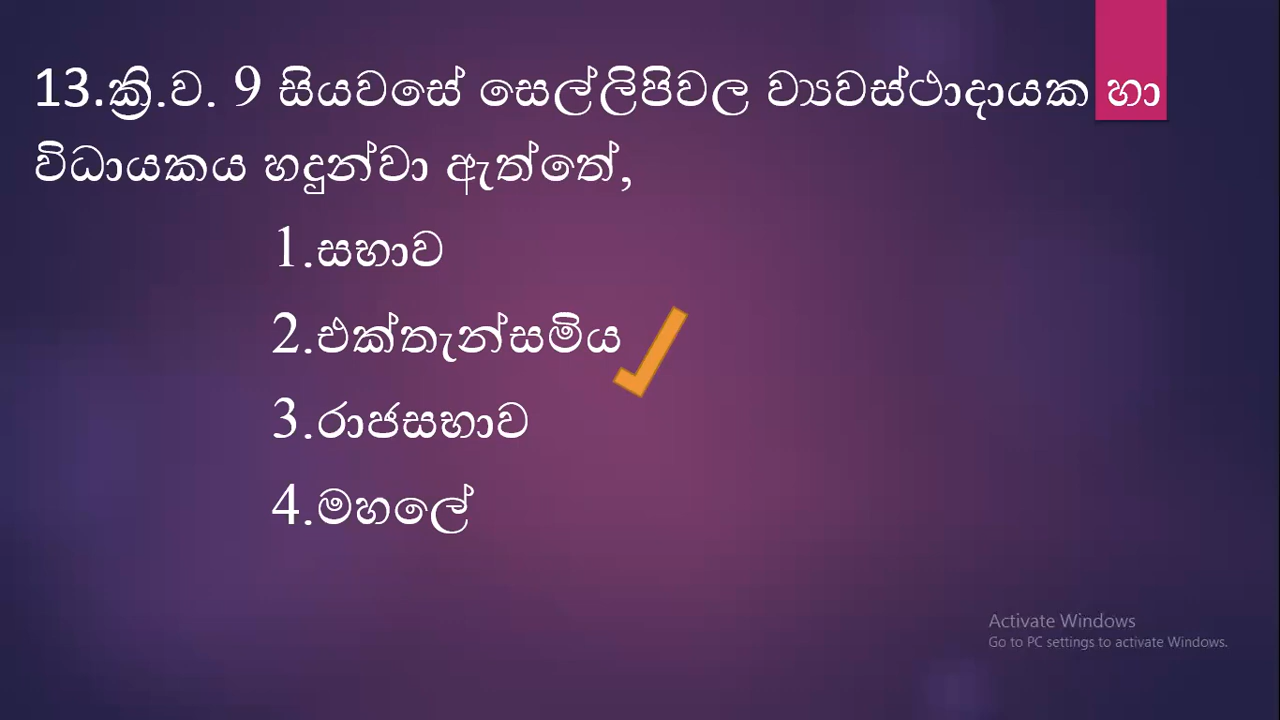 13.ක්‍රි.ව. 9 සියවසේ සෙල්ලිපිවල ව්‍යවස්ථාදායක හා
විධායකය හදුන්වා ඇත්තේ,
1.සභාව
2.එක්තැන්සමිය
3.රාජසභාව
4.මහලේ
Activate Windows
Go to PC settings to activate Windows.